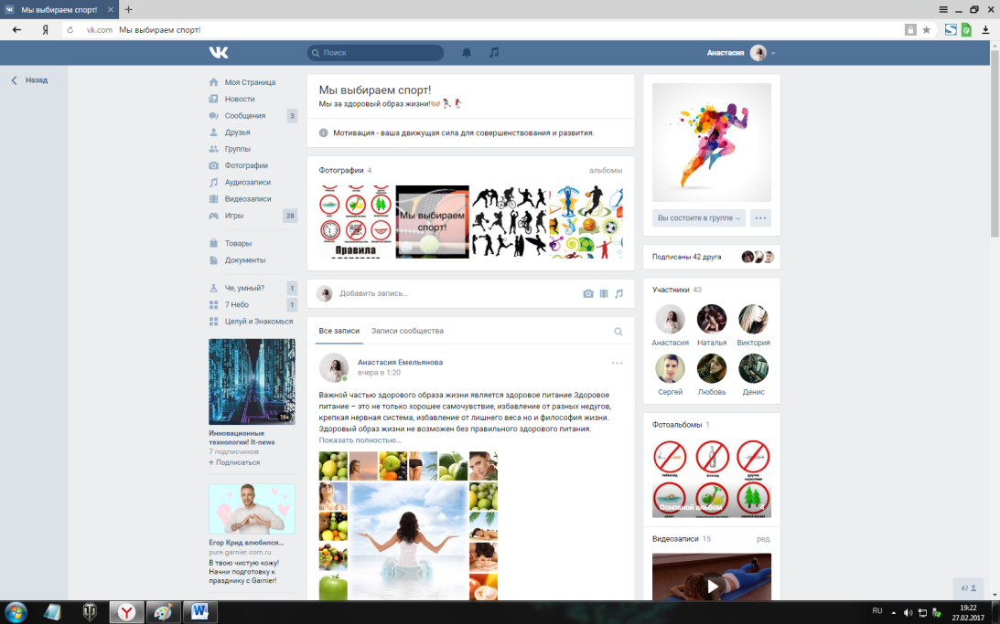 Мы выбираем спорт!
vk.com Мы выбираем спорт!
Поиск
Анастасия
Назад
Моя Страница
Новости
Сообщения 3
Друзья
Группы
Фотографии
Аудиозаписи
Видеозаписи
Игры 28
Товары
Документы
Че, умный? 1
7 Небо 1
Целуй и Знакомься
16+
Инновационные
технологии! It-news
7 подписчиков
+ Подписаться
Егор Крид влюбился...
pure.garnier.com.ru
В твою чистую кожу!
Начни подготовку к
празднику с Garnier!
Мы выбираем спорт!
Мы за здоровый образ жизни!
Мотивация - ваша движущая сила для совершенствования и развития.
Фотографии 4 альбомы
Правила
Мы выбираем
спорт!
Добавить запись...
Все записи Записи сообщества
Анастасия Емельянова
вчера в 1:20
Важной частью здорового образа жизни является здоровое питание.Здоровое
питание – это не только хорошее самочувствие, избавление от разных недугов,
крепкая нервная система, избавление от лишнего веса но и философия жизни.
Здоровый образ жизни не возможен без правильного здорового питания.
Показать полностью...
Вы состоите в группе
Подписаны 42 друга
Участники 43
Анастасия Наталья Виктория
Сергей Любовь Денис
Фотоальбомы 1
Основной альбом 4
Видеозаписи 15 ред.
47
RU
19:22
27.02.2017